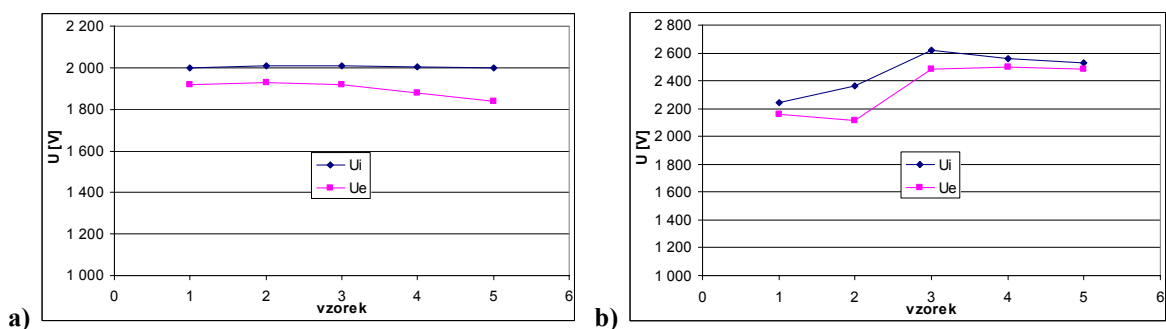 a)
U [V]
2 200
2 000
1 800
1 600
1 400
1 200
1 000
Ui
Ue
0 1 2 3 4 5 6
vzorek
b)
U [V]
2 800
2 600
2 400
2 200
2 000
1 800
1 600
1 400
1 200
1 000
Ui
Ue
0 1 2 3 4 5 6
vzorek